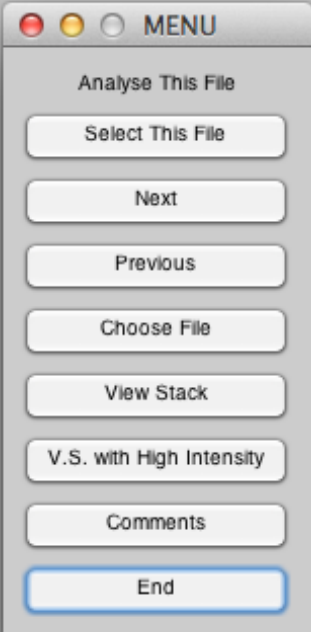 MENU
Analyse This File
Select This File
Next
Previous
Choose File
View Stack
V.S. with High Intensity
Comments
End